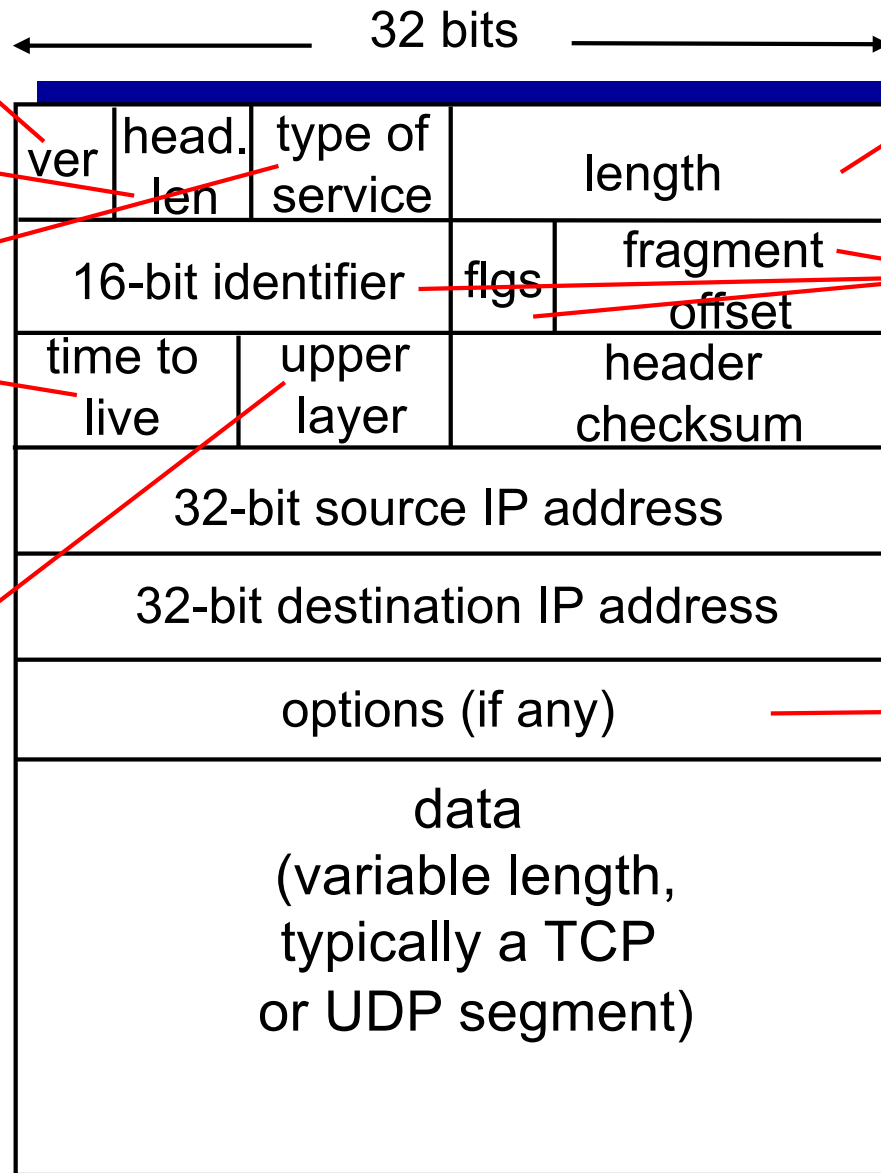 32 bits
ver
head.
len
type of
service
length
16-bit identifier
flgs
fragment
offset
time to
live
upper
layer
header
checksum
32-bit source IP address
32-bit destination IP address
options (if any)
data
(variable length,
typically a TCP
or UDP segment)